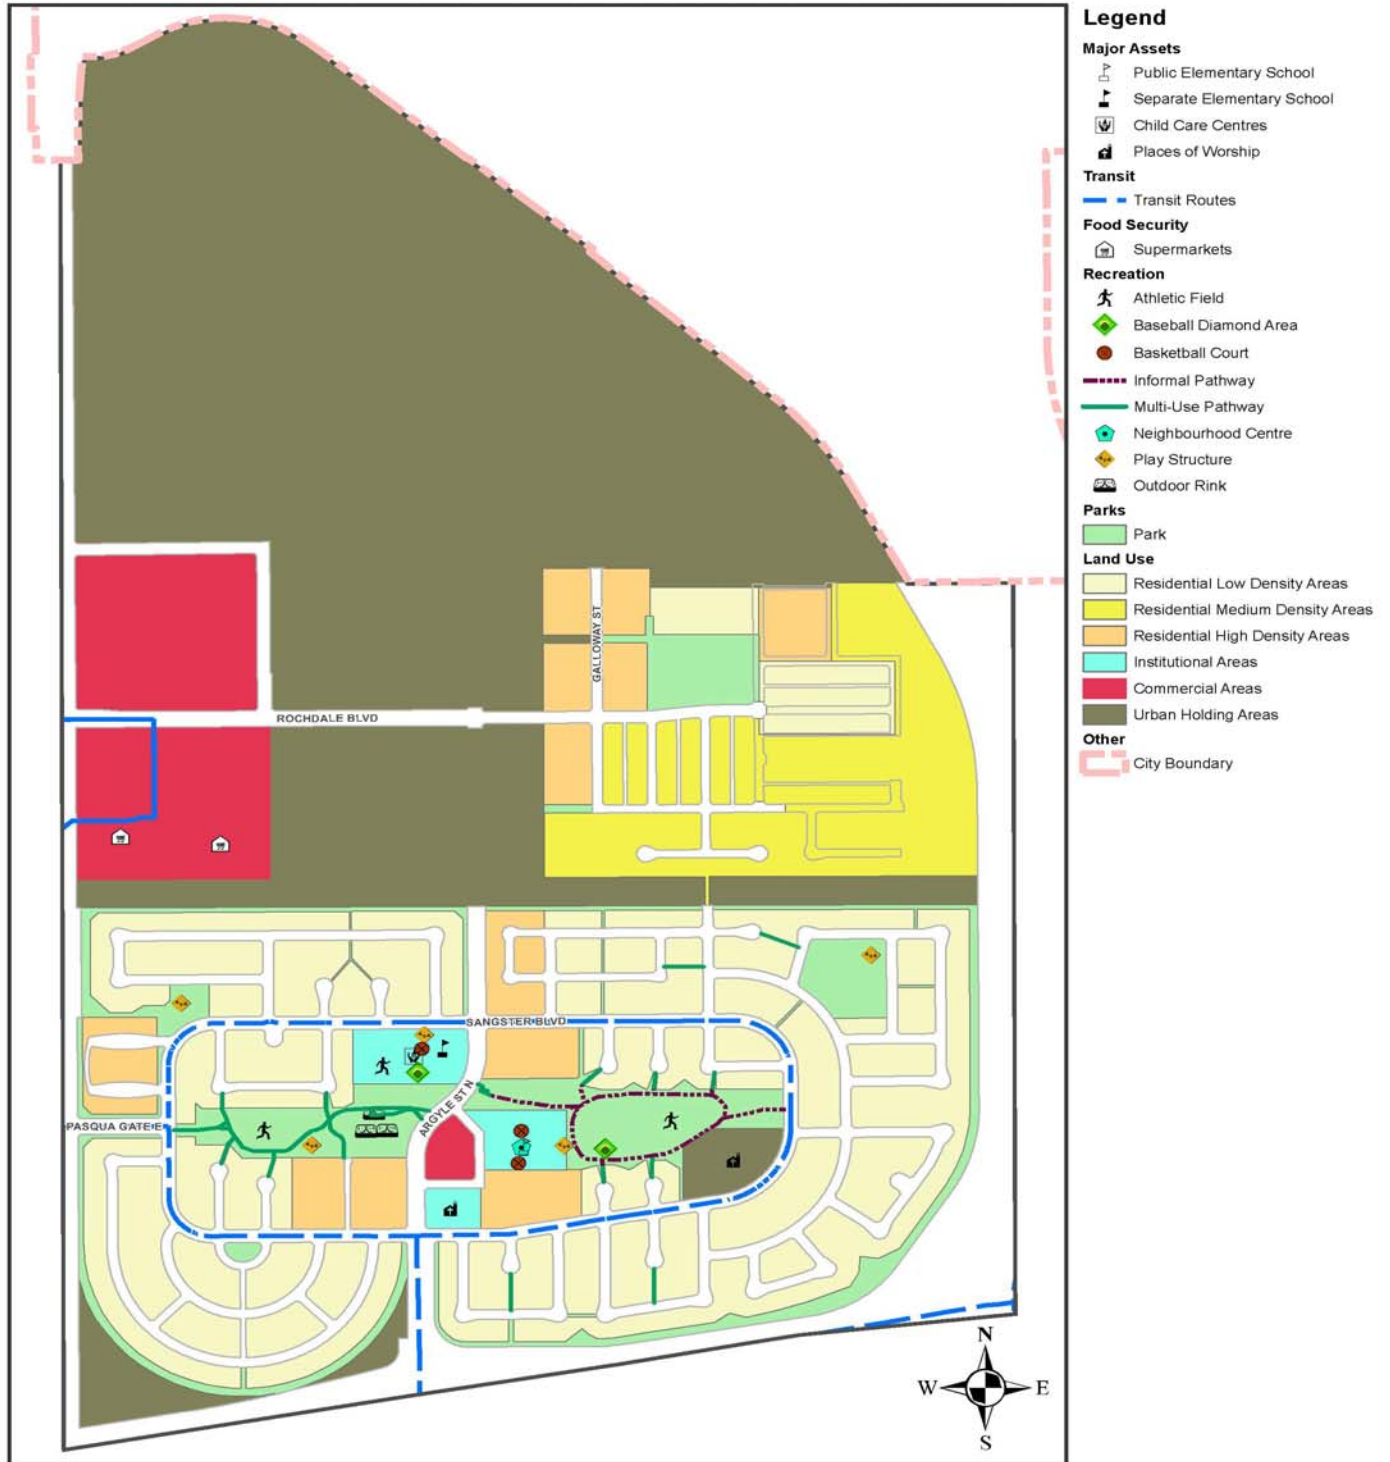 Legend
Major Assets
Public Elementary School
Separate Elementary School
Child Care Centres
Places of Worship
Transit
Transit Routes
Food Security
Supermarkets
Recreation
Athletic Field
Baseball Diamond Area
Basketball Court
Informal Pathway
Multi-Use Pathway
Neighbourhood Centre
Play Structure
Outdoor Rink
Parks
Park
Land Use
Residential Low Density Areas
Residential Medium Density Areas
Residential High Density Areas
Institutional Areas
Commercial Areas
Urban Holding Areas
Other
City Boundary
GALLOWAY ST
ROCHDALE BLVD
SANGSTER BLVD
ARGYLE ST N
PASQUA GATE E
N
W E
S